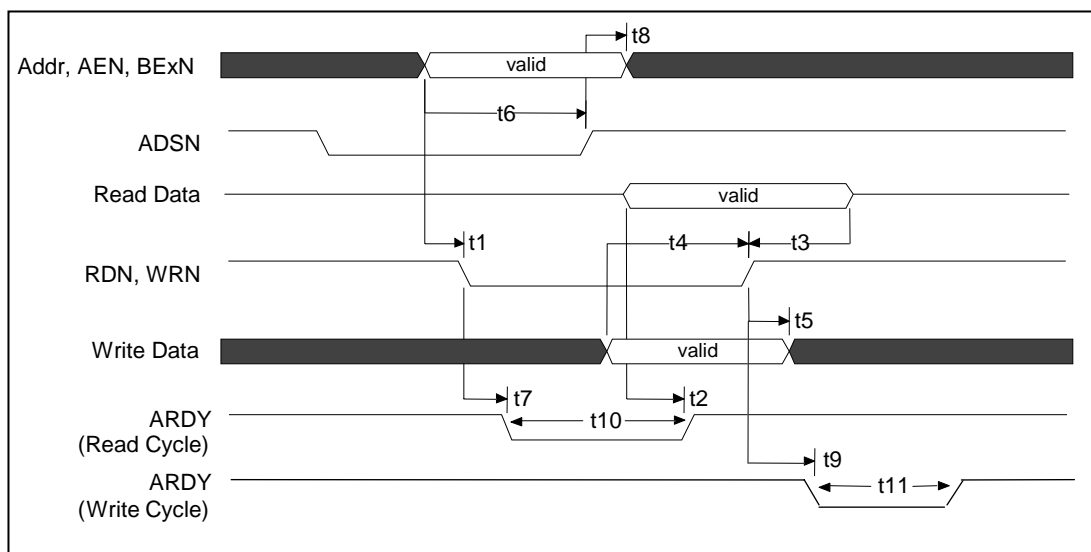 t8
Addr, AEN, BExN
valid
t6
ADSN
Read Data
valid
t1
t4
t3
RDN, WRN
t5
Write Data
valid
t7
t2
ARDY
t10
(Read Cycle)
t9
ARDY
t11
(Write Cycle)